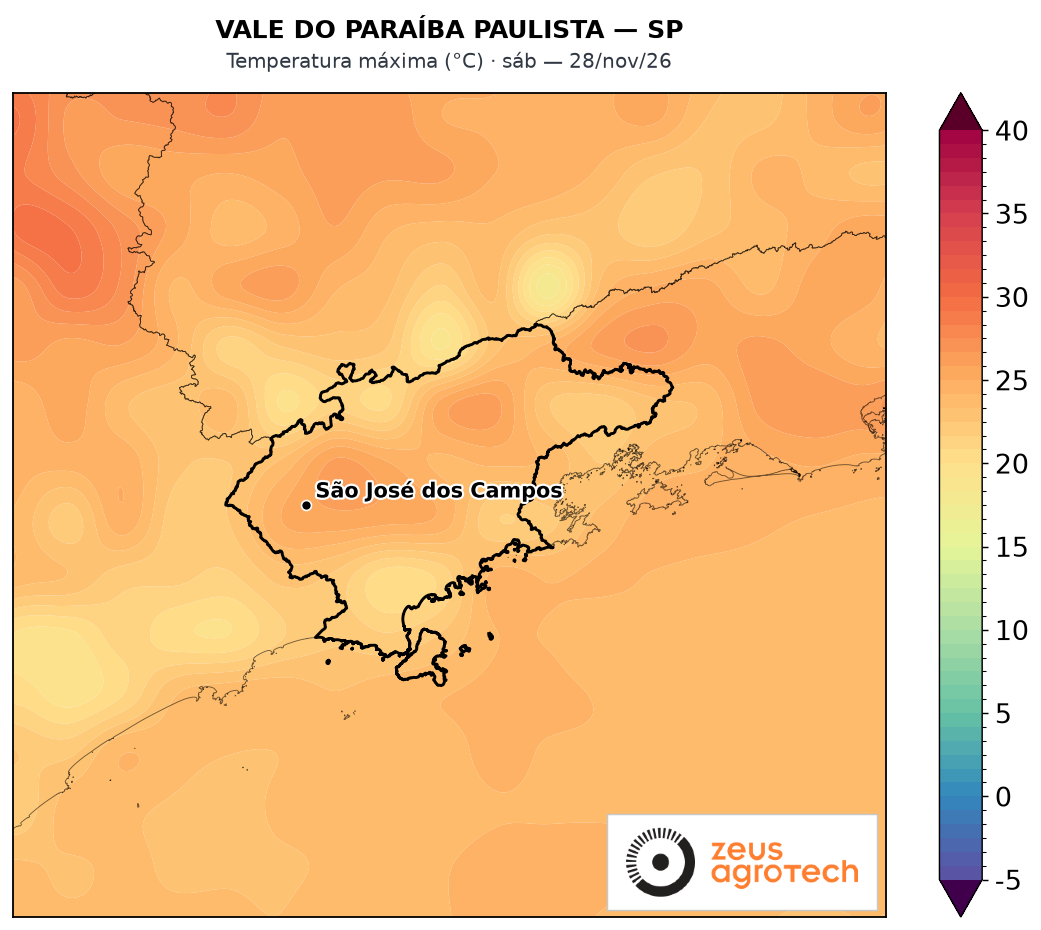 VALE DO PARAÍBA PAULISTA — SP
Temperatura máxima (°C) · sáb — 28/nov/26
40
35
30
25
20
15
10
5
0
-5
São José dos Campos
zeus
agrotech